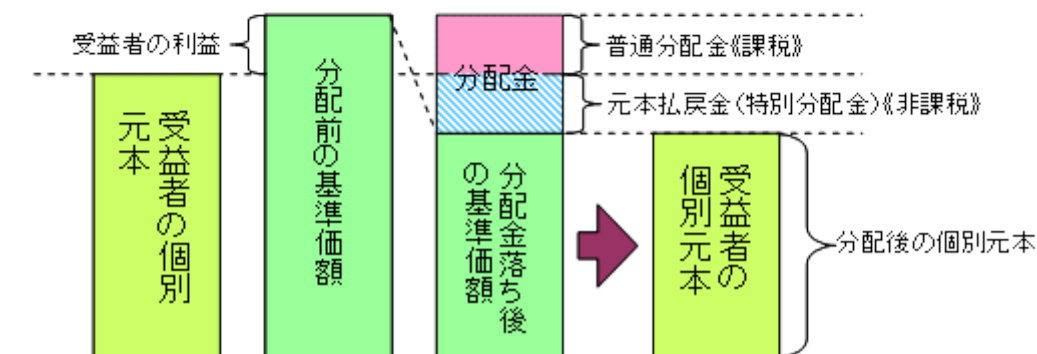 受益者の利益
受益者の個別
元本
分配前の基準価額
分配金
分配金落ち後
の基準価額
普通分配金《課税》
元本払戻金(特別分配金)《非課税》
受益者の
個別元本
分配後の個別元本